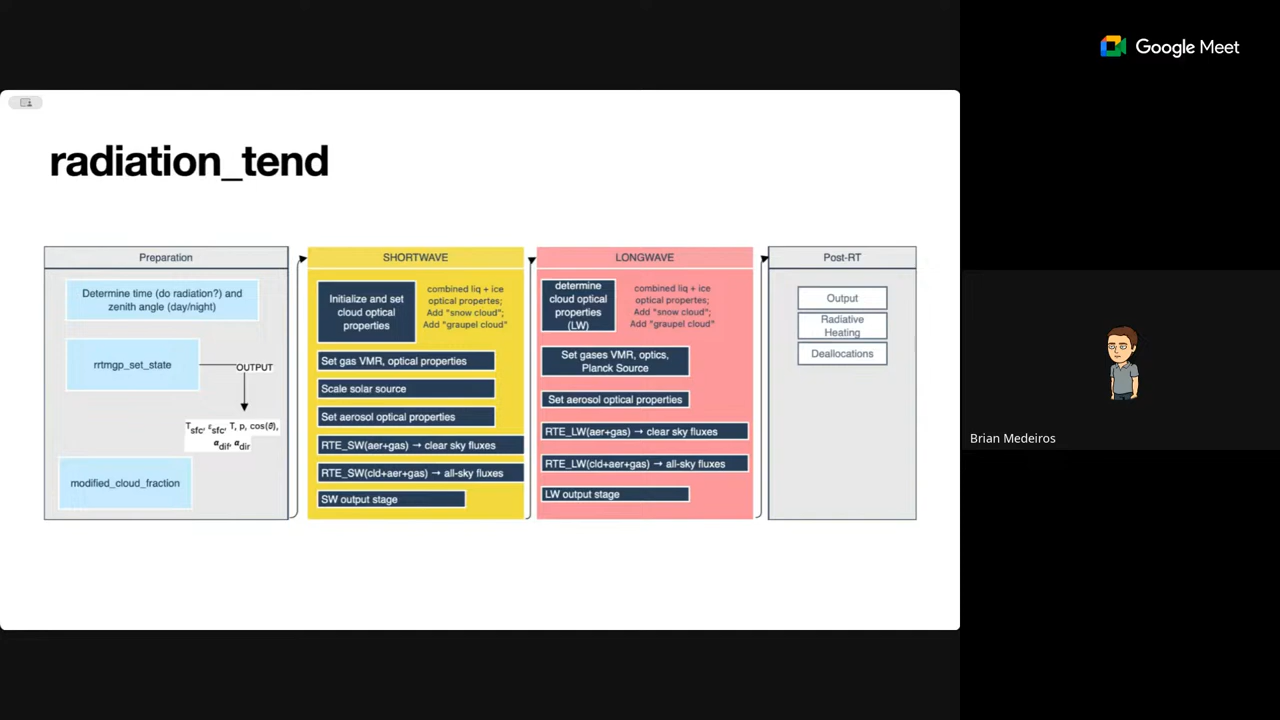 Google Meet
radiation_tend
Preparation
Determine time (do radiation?) and
zenith angle (day/night)
rrtmgp_set_state
OUTPUT
Tsfc, εsfc, T, p, cos(θ),
adif, adir
modified_cloud_fraction
SHORTWAVE
Initialize and set
cloud optical
properties
combined liq + ice
optical propertes;
Add "snow cloud";
Add "graupel cloud"
Set gas VMR, optical properties
Scale solar source
Set aerosol optical properties
RTE_SW(aer+gas) → clear sky fluxes
RTE_SW(cld+aer+gas) → all-sky fluxes
SW output stage
LONGWAVE
determine
cloud optical
properties
(LW)
combined liq + ice
optical propertes;
Add "snow cloud";
Add "graupel cloud"
Set gases VMR, optics,
Planck Source
Set aerosol optical properties
RTE_LW(aer+gas) → clear sky fluxes
RTE_LW(cld+aer+gas) → all-sky fluxes
LW output stage
Post-RT
Output
Radiative
Heating
Deallocations
Brian Medeiros